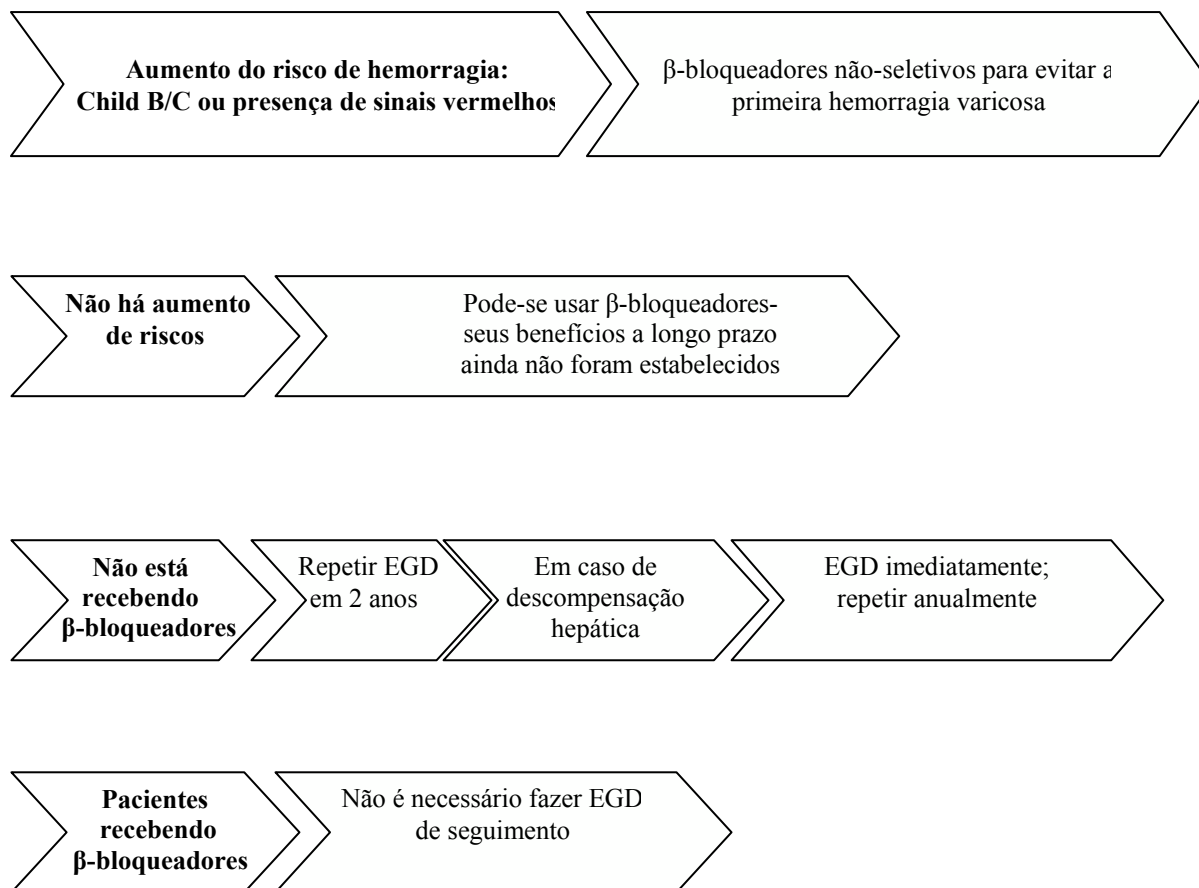 Aumento do risco de hemorragia:
Child B/C ou presença de sinais vermelhos
β-bloqueadores não-seletivos para evitar a
primeira hemorragia varicosa
Não há aumento
de riscos
Pode-se usar β-bloqueadores-
seus benefícios a longo prazo
ainda não foram estabelecidos
Não está
recebendo
β-bloqueadores
Repetir EGD
em 2 anos
Em caso de
descompensação
hepática
EGD imediatamente;
repetir anualmente
Pacientes
recebendo
β-bloqueadores
Não é necessário fazer EGD
de seguimento